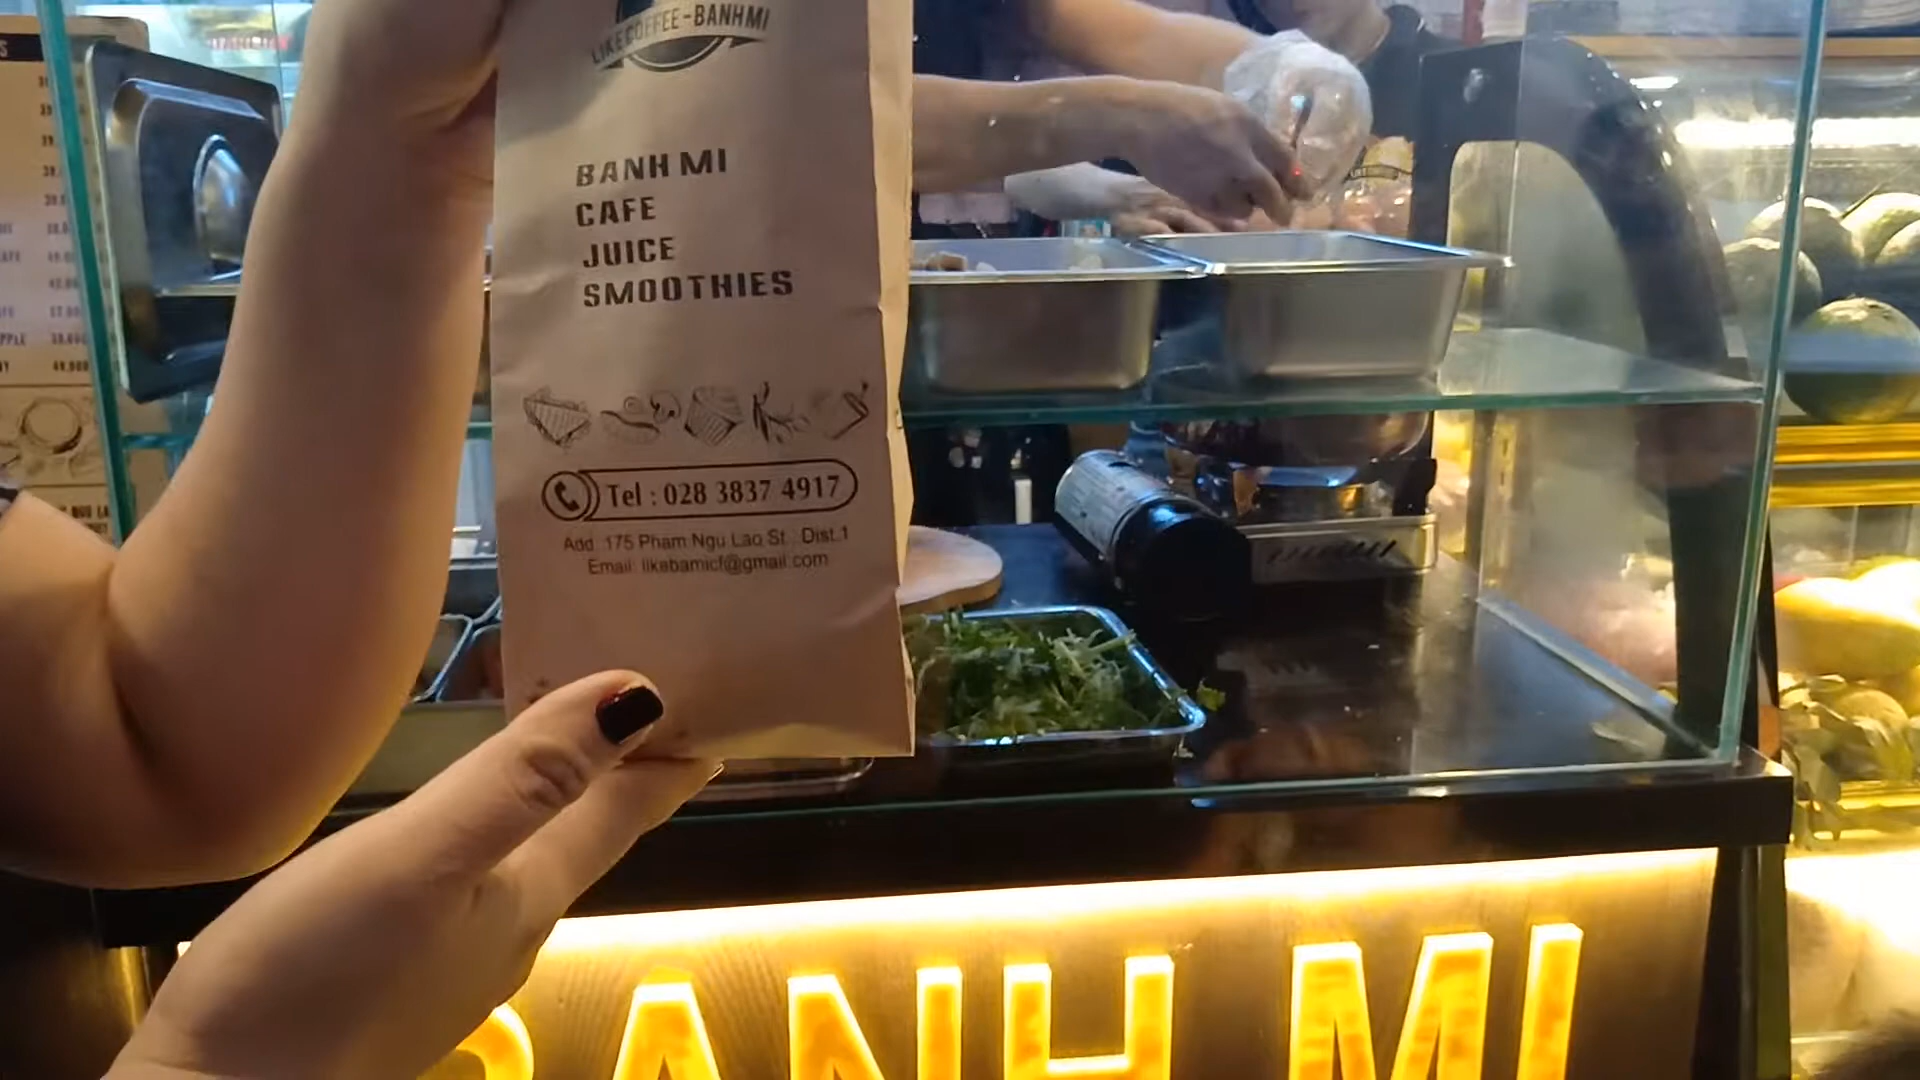 LIKE COFFEE - BANH MI
BANH MI
CAFE
JUICE
SMOOTHIES
Tel : 028 3837 4917
Add :175 Pham Ngu Lao St., Dist.1
Email: likebamicf@gmail.com
BANH MI